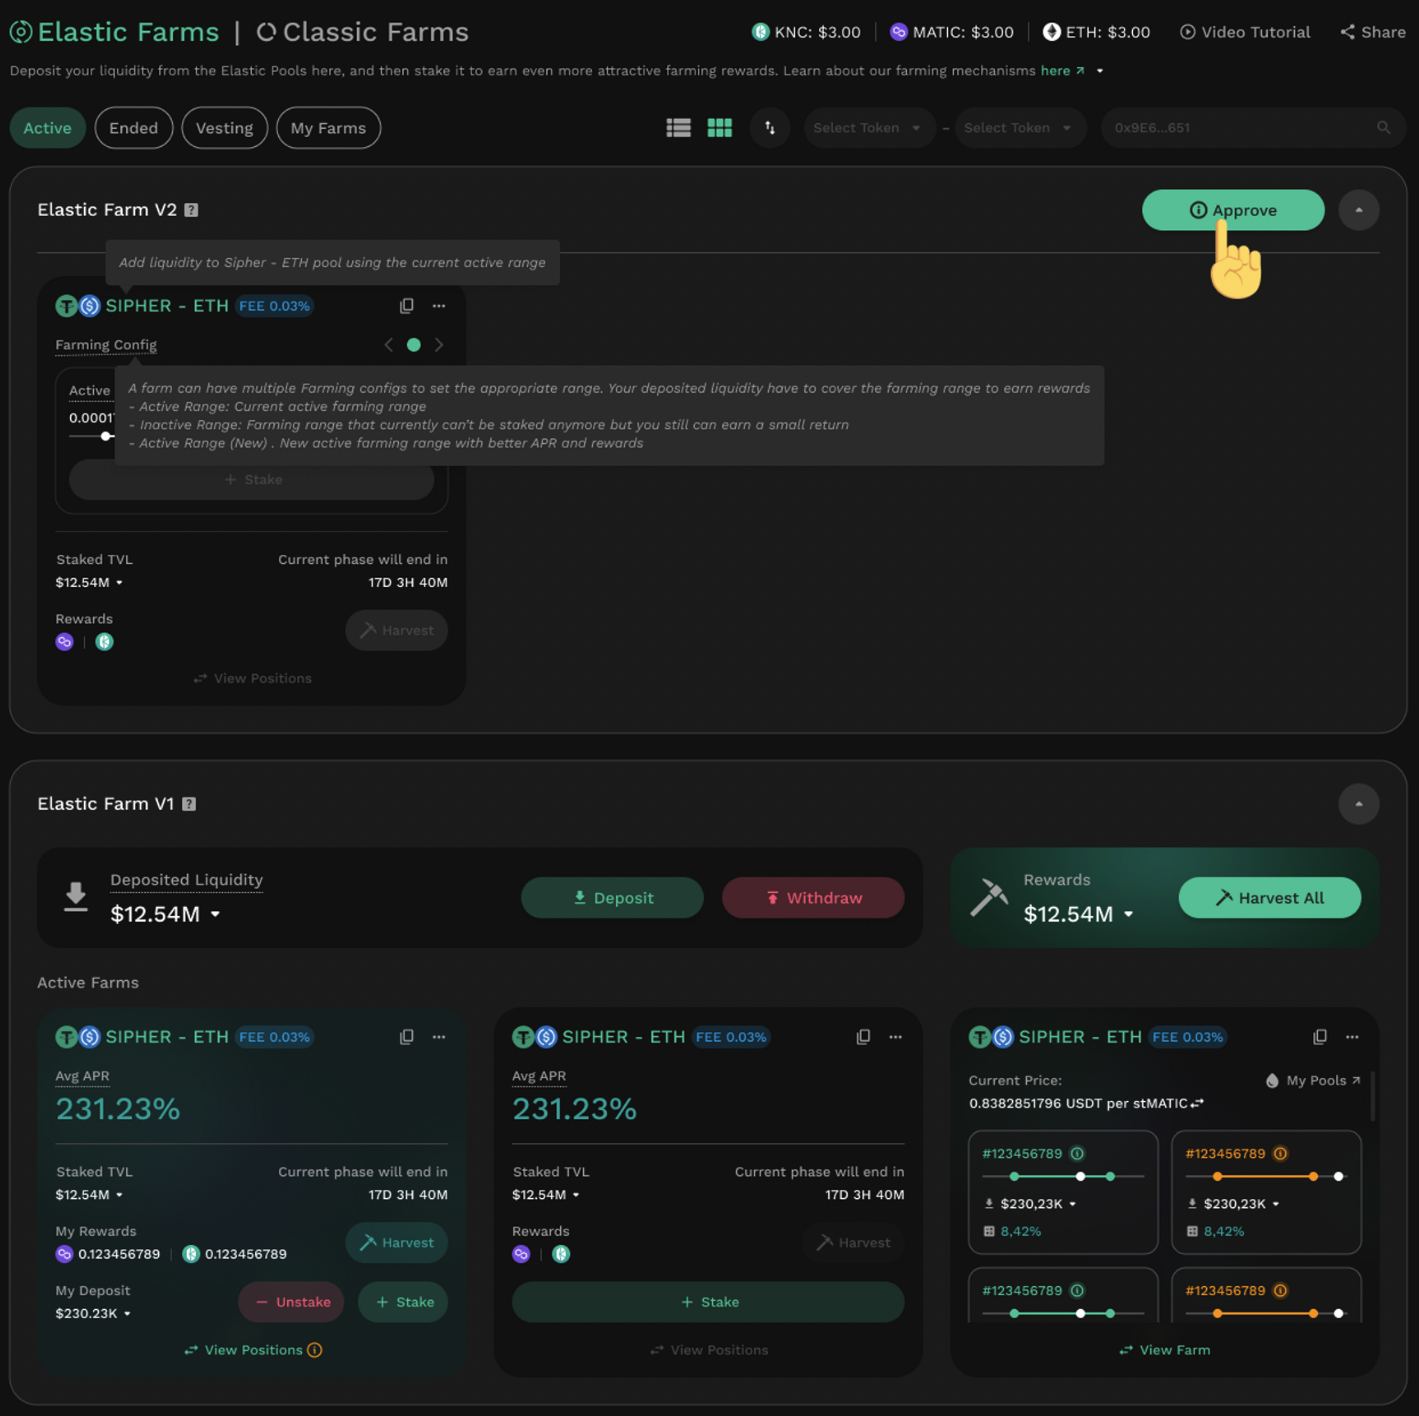 Elastic Farms | Classic Farms
KNC: $3.00 MATIC: $3.00 ETH: $3.00 Video Tutorial Share
Deposit your liquidity from the Elastic Pools here, and then stake it to earn even more attractive farming rewards. Learn about our farming mechanisms here ↗
Active Ended Vesting My Farms Select Token - Select Token 0x9E6...651
Elastic Farm V2 ? Approve
Add liquidity to Sipher - ETH pool using the current active range
SIPHER - ETH FEE 0.03%
Farming Config
Active
0.0001
A farm can have multiple Farming configs to set the appropriate range. Your deposited liquidity have to cover the farming range to earn rewards
- Active Range: Current active farming range
- Inactive Range: Farming range that currently can't be staked anymore but you still can earn a small return
- Active Range (New) . New active farming range with better APR and rewards
+ Stake
Staked TVL Current phase will end in
$12.54M 17D 3H 40M
Rewards
Harvest
View Positions
Elastic Farm V1 ?
Deposited Liquidity
$12.54M
Deposit Withdraw
Rewards
$12.54M
Harvest All
Active Farms
SIPHER - ETH FEE 0.03%
Avg APR
231.23%
Staked TVL Current phase will end in
$12.54M 17D 3H 40M
My Rewards
0.123456789 | 0.123456789
Harvest
My Deposit
$230.23K
− Unstake + Stake
View Positions
SIPHER - ETH FEE 0.03%
Avg APR
231.23%
Staked TVL Current phase will end in
$12.54M 17D 3H 40M
Rewards
Harvest
+ Stake
View Positions
SIPHER - ETH FEE 0.03%
Current Price: My Pools ↗
0.8382851796 USDT per stMATIC
#123456789 #123456789
$230,23K $230,23K
8,42% 8,42%
#123456789 #123456789
View Farm